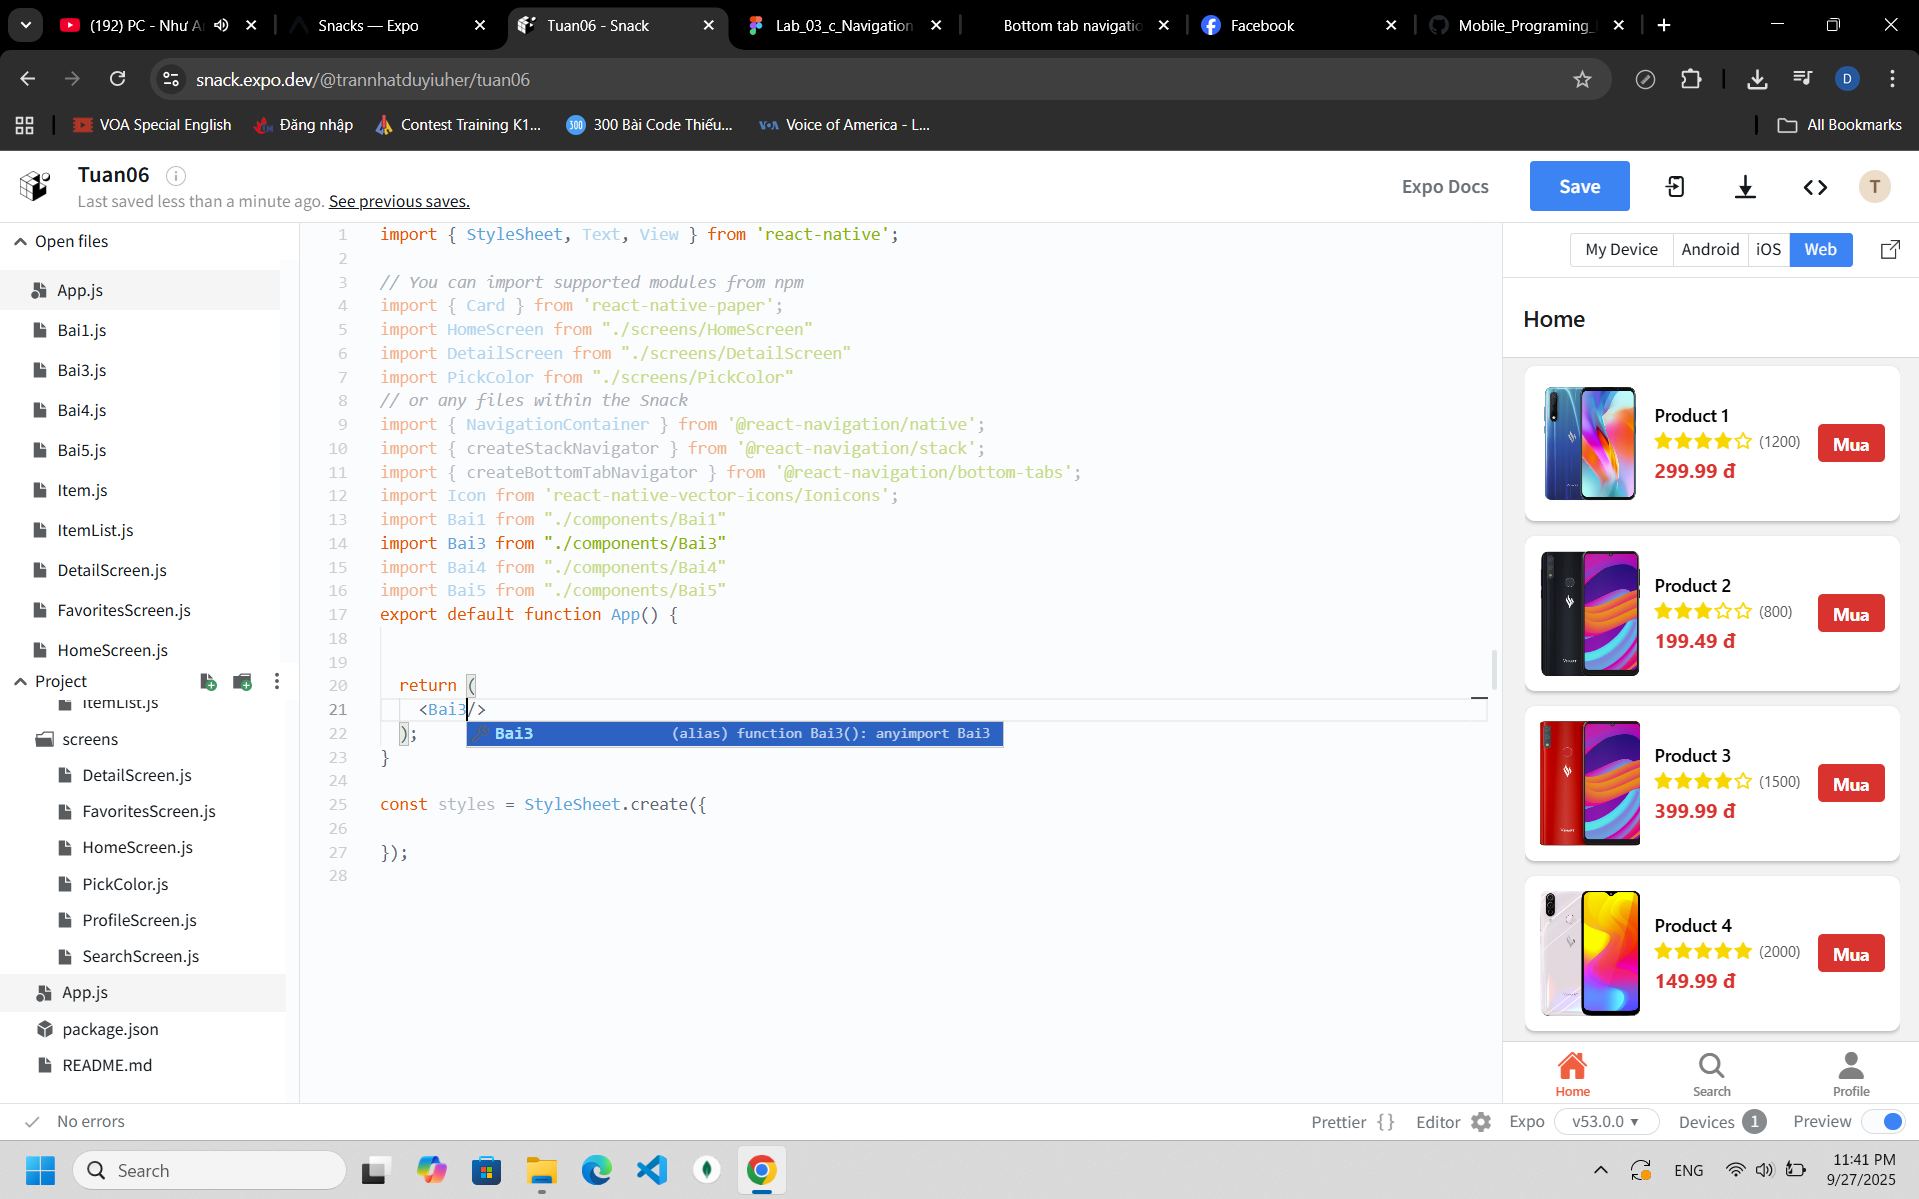 (192) PC - Như A
Snacks — Expo
Tuan06 - Snack
Lab_03_c_Navigation
Bottom tab navigatio
Facebook
Mobile_Programing_
snack.expo.dev/@trannhatduyiuher/tuan06
D
VOA Special English
Đăng nhập
Contest Training K1...
300 Bài Code Thiếu...
Voice of America - L...
All Bookmarks
Tuan06
Last saved less than a minute ago. See previous saves.
Expo Docs
Save
T
Open files
App.js
Bai1.js
Bai3.js
Bai4.js
Bai5.js
Item.js
ItemList.js
DetailScreen.js
FavoritesScreen.js
HomeScreen.js
Project
ItemList.js
screens
DetailScreen.js
FavoritesScreen.js
HomeScreen.js
PickColor.js
ProfileScreen.js
SearchScreen.js
App.js
package.json
README.md
1 import { StyleSheet, Text, View } from 'react-native';
2
3 // You can import supported modules from npm
4 import { Card } from 'react-native-paper';
5 import HomeScreen from "./screens/HomeScreen"
6 import DetailScreen from "./screens/DetailScreen"
7 import PickColor from "./screens/PickColor"
8 // or any files within the Snack
9 import { NavigationContainer } from '@react-navigation/native';
10 import { createStackNavigator } from '@react-navigation/stack';
11 import { createBottomTabNavigator } from '@react-navigation/bottom-tabs';
12 import Icon from 'react-native-vector-icons/Ionicons';
13 import Bai1 from "./components/Bai1"
14 import Bai3 from "./components/Bai3"
15 import Bai4 from "./components/Bai4"
16 import Bai5 from "./components/Bai5"
17 export default function App() {
18
19
20 return (
21 <Bai3/>
22 );
Bai3 (alias) function Bai3(): anyimport Bai3
23 }
24
25 const styles = StyleSheet.create({
26
27 });
28
My Device
Android
iOS
Web
Home
Product 1
(1200)
299.99 đ
Mua
Product 2
(800)
199.49 đ
Mua
Product 3
(1500)
399.99 đ
Mua
Product 4
(2000)
149.99 đ
Mua
Home
Search
Profile
No errors
Prettier { }
Editor
Expo
v53.0.0
Devices 1
Preview
Search
ENG
11:41 PM
9/27/2025